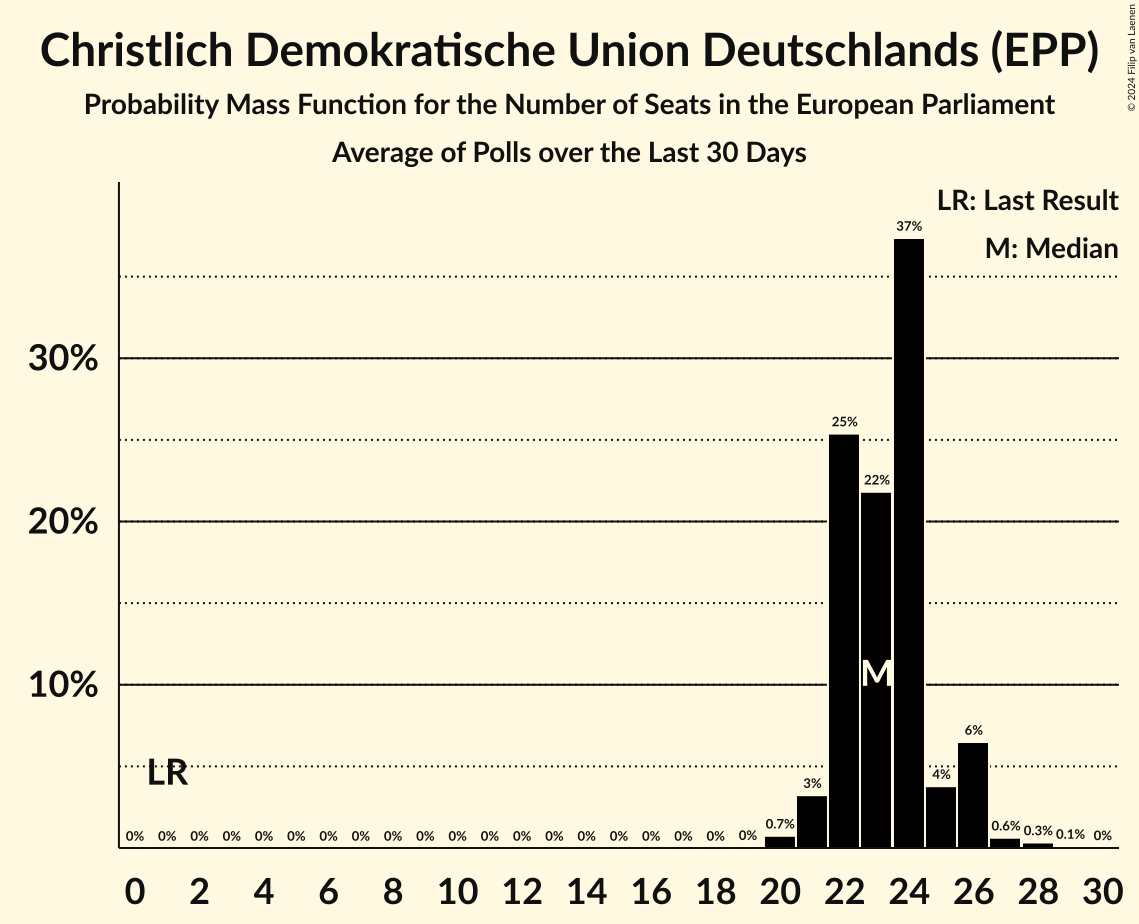 Christlich Demokratische Union Deutschlands (EPP)
Probability Mass Function for the Number of Seats in the European Parliament
Average of Polls over the Last 30 Days
© 2024 Filip van Laenen
LR: Last Result
M: Median
37%
30%
25%
22%
20%
M
10%
6%
LR
4%
3%
0% 0% 0% 0% 0% 0% 0% 0% 0% 0% 0% 0% 0% 0% 0% 0% 0% 0% 0% 0% 0.7% 0.6% 0.3% 0.1% 0%
0 2 4 6 8 10 12 14 16 18 20 22 24 26 28 30